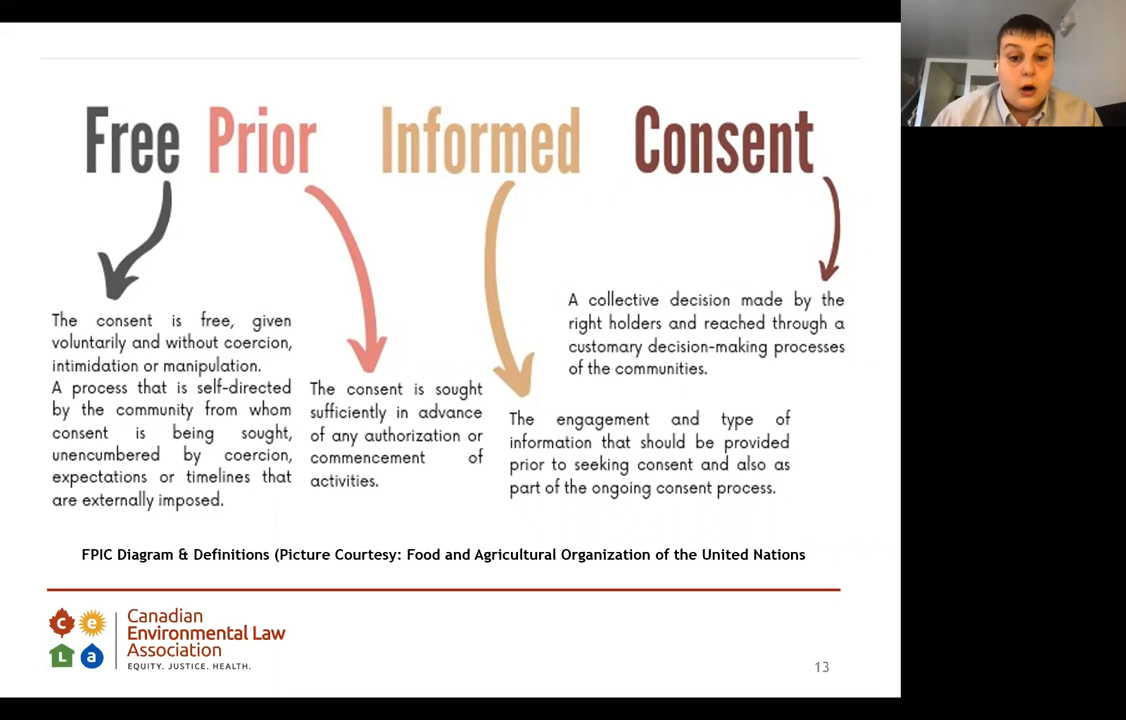 Free Prior Informed Consent
The consent is free, given
voluntarily and without coercion,
intimidation or manipulation.
A process that is self-directed
by the community from whom
consent is being sought,
unencumbered by coercion,
expectations or timelines that
are externally imposed.
The consent is sought
sufficiently in advance
of any authorization or
commencement of
activities.
The engagement and type of
information that should be provided
prior to seeking consent and also as
part of the ongoing consent process.
A collective decision made by the
right holders and reached through a
customary decision-making processes
of the communities.
FPIC Diagram & Definitions (Picture Courtesy: Food and Agricultural Organization of the United Nations
c e
L a
Canadian
Environmental Law
Association
EQUITY. JUSTICE. HEALTH.
13